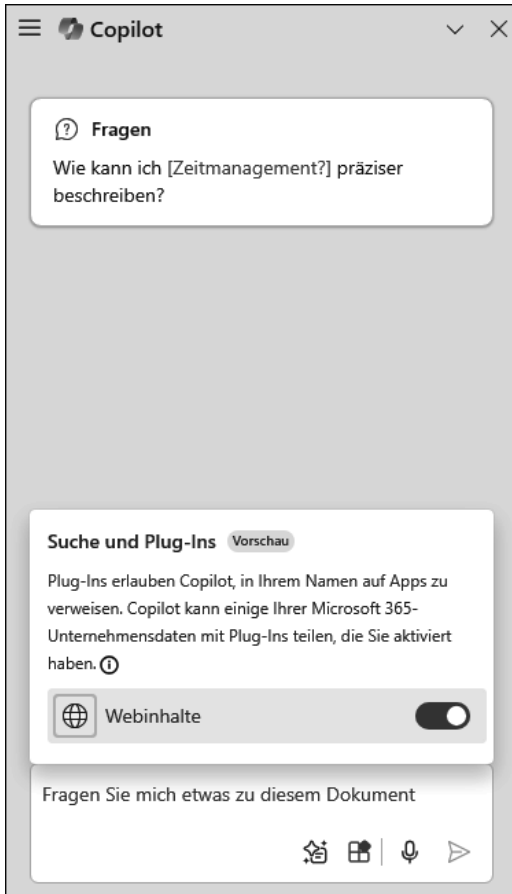 Copilot
Fragen
Wie kann ich [Zeitmanagement?] präziser
beschreiben?
Suche und Plug-Ins Vorschau
Plug-Ins erlauben Copilot, in Ihrem Namen auf Apps zu
verweisen. Copilot kann einige Ihrer Microsoft 365-
Unternehmensdaten mit Plug-Ins teilen, die Sie aktiviert
haben.
Webinhalte
Fragen Sie mich etwas zu diesem Dokument